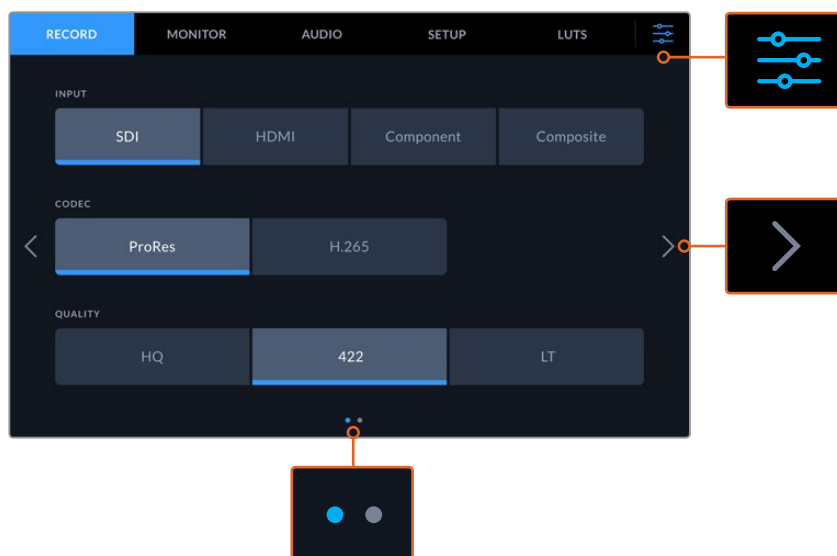 RECORD MONITOR AUDIO SETUP LUTS
INPUT
SDI HDMI Component Composite
CODEC
ProRes H.265
QUALITY
HQ 422 LT